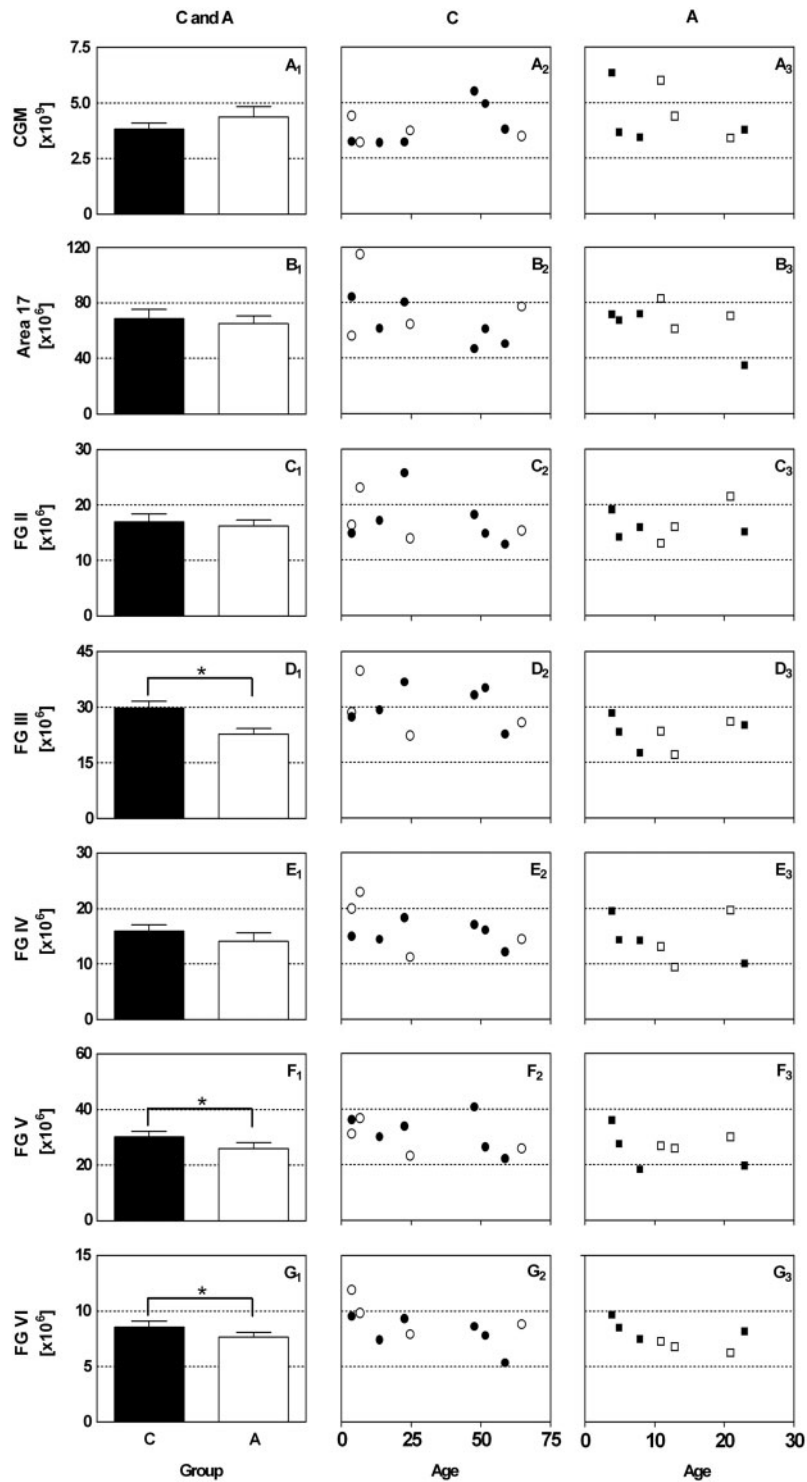 C and A C A
CGM [x10⁹]
7.5
5.0
2.5
0
A₁ A₂ A₃
Area 17 [x10⁶]
120
80
40
0
B₁ B₂ B₃
FG II [x10⁶]
30
20
10
0
C₁ C₂ C₃
FG III [x10⁶]
45
30
15
0
*
D₁ D₂ D₃
FG IV [x10⁶]
30
20
10
0
E₁ E₂ E₃
FG V [x10⁶]
60
40
20
0
*
F₁ F₂ F₃
FG VI [x10⁶]
15
10
5
0
*
G₁ G₂ G₃
C A 0 25 50 75 0 10 20 30
Group Age Age